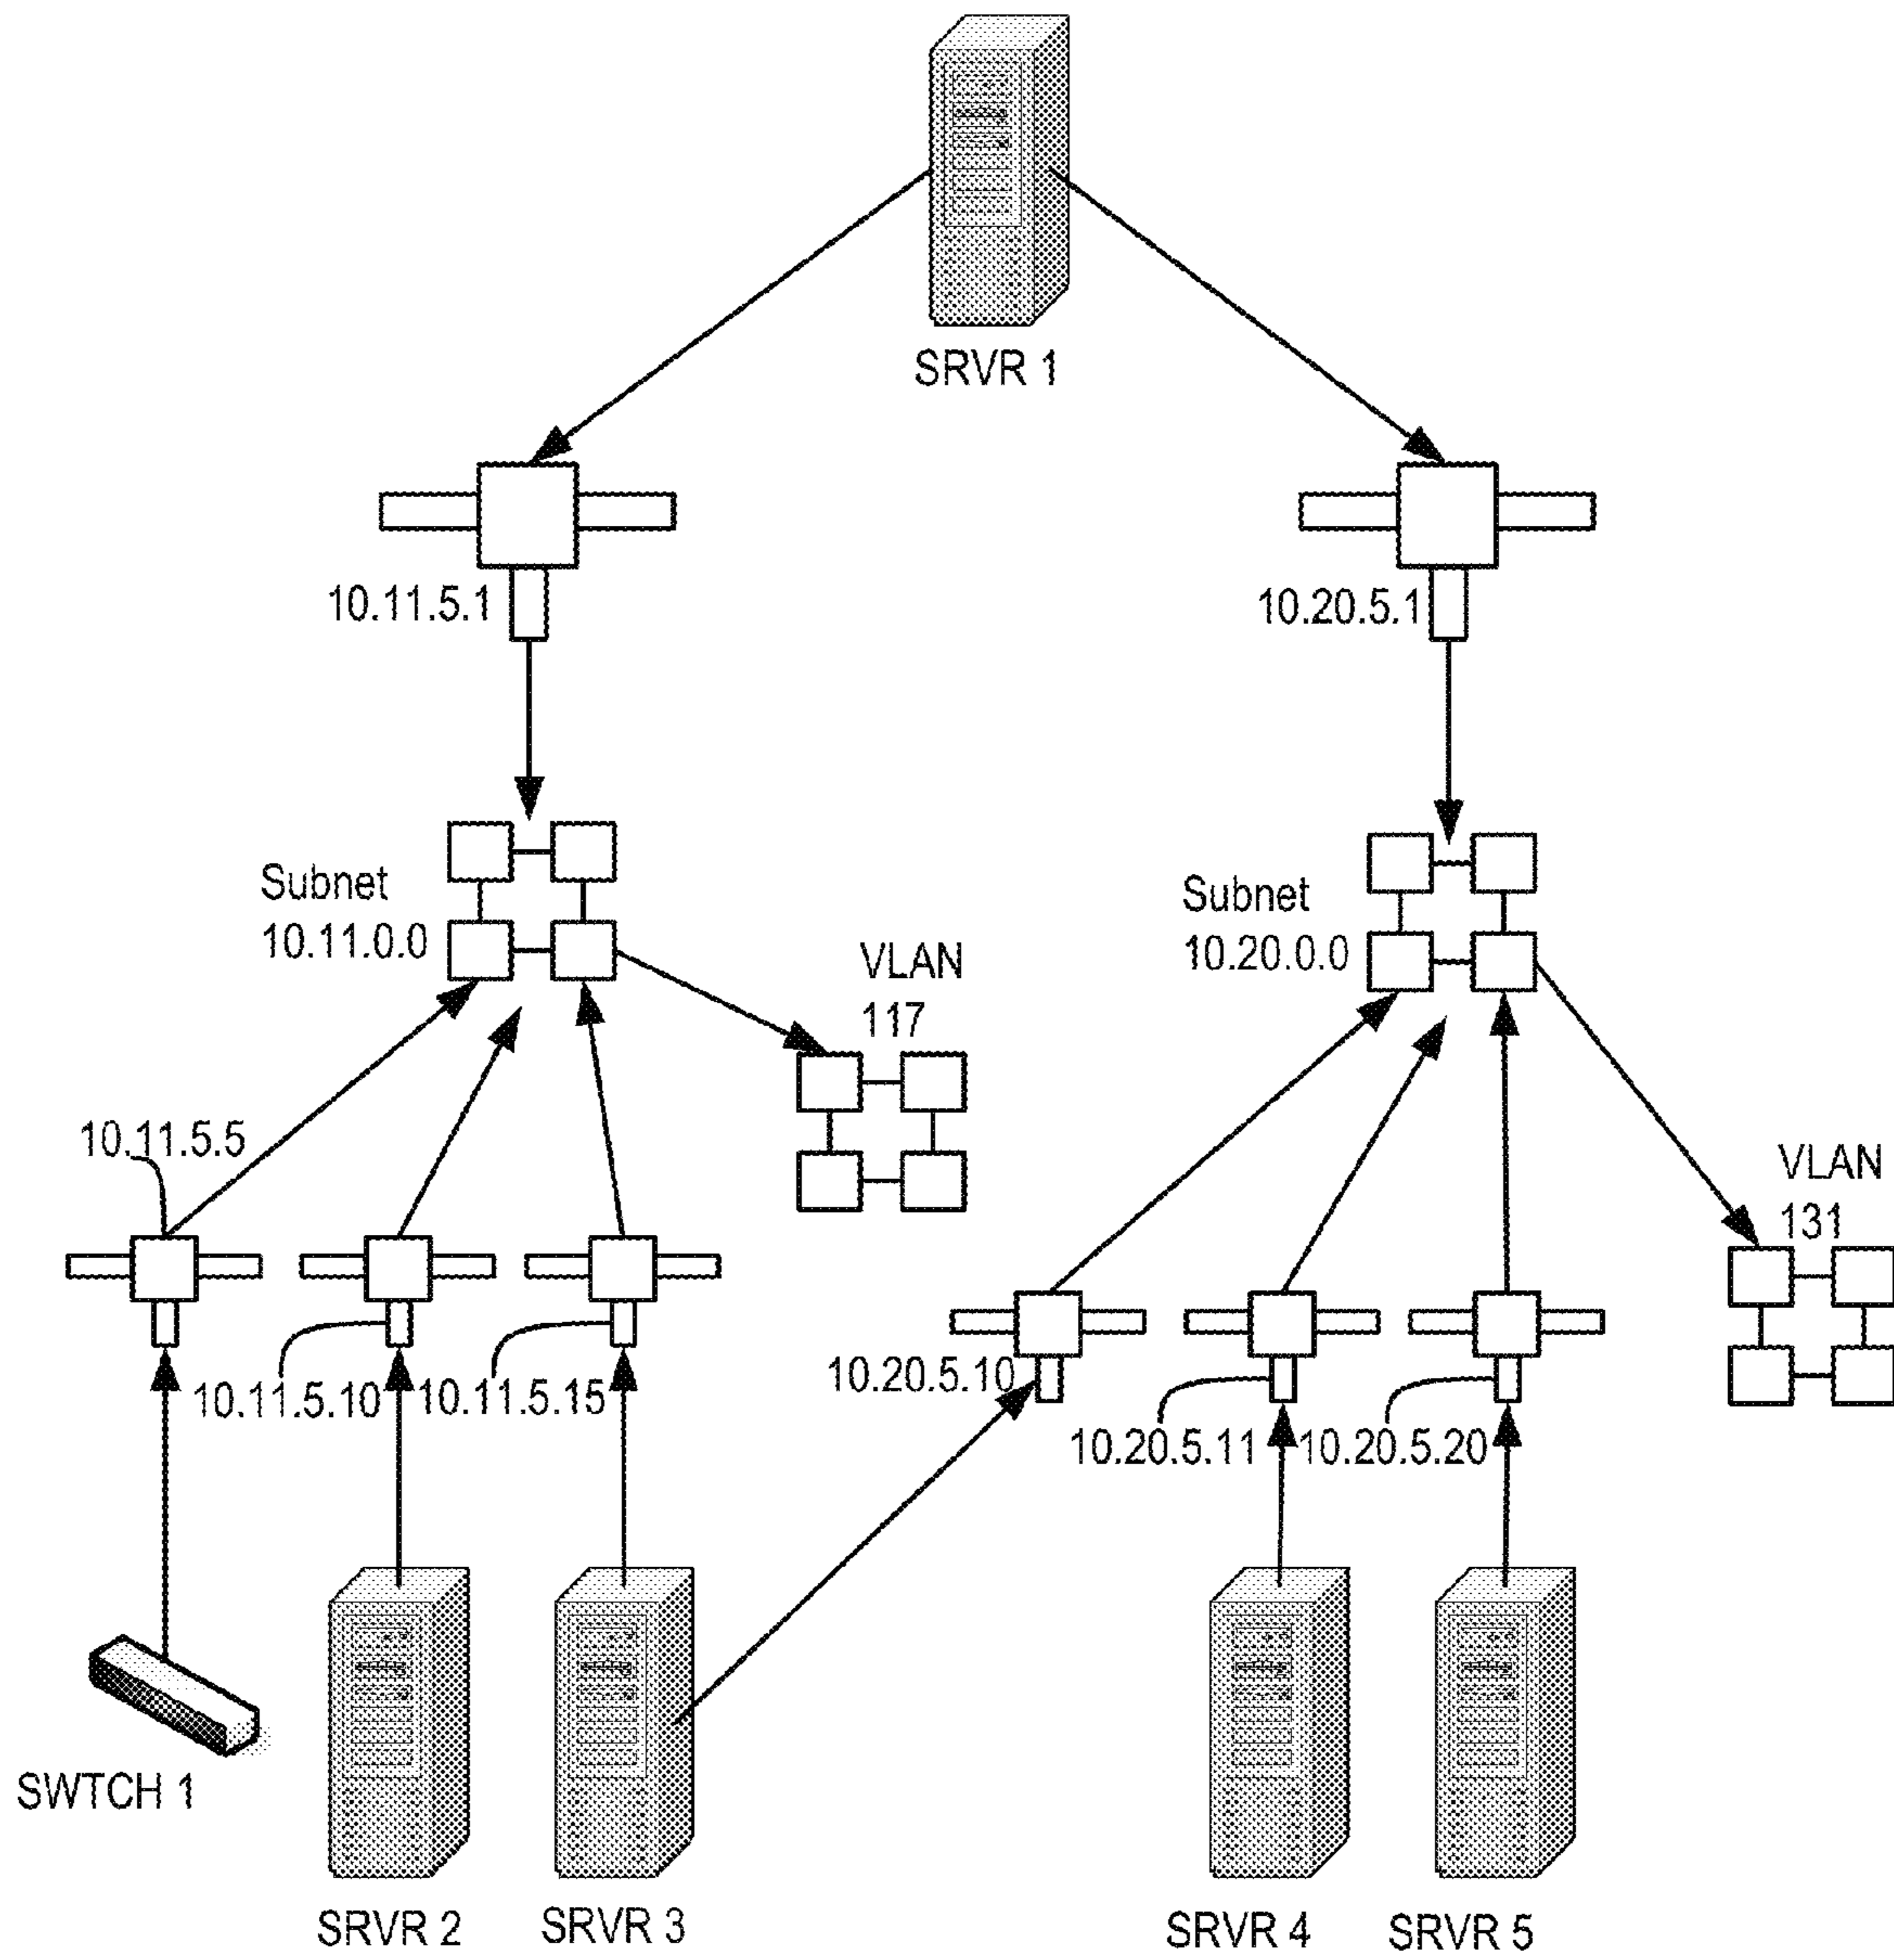 SRVR 1
10.11.5.1
10.20.5.1
Subnet
10.11.0.0
VLAN
117
Subnet
10.20.0.0
10.11.5.5
VLAN
131
10.11.5.10
10.11.5.15
10.20.5.10
10.20.5.11
10.20.5.20
SWTCH 1
SRVR 2
SRVR 3
SRVR 4
SRVR 5